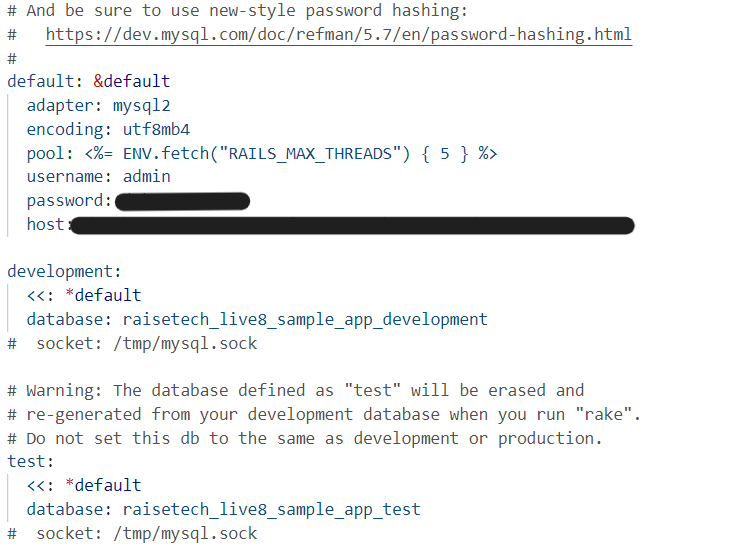 # And be sure to use new-style password hashing:
#   https://dev.mysql.com/doc/refman/5.7/en/password-hashing.html
#
default: &default
  adapter: mysql2
  encoding: utf8mb4
  pool: <%= ENV.fetch("RAILS_MAX_THREADS") { 5 } %>
  username: admin
  password:
  host:
development:
  <<: *default
  database: raisetech_live8_sample_app_development
#  socket: /tmp/mysql.sock
# Warning: The database defined as "test" will be erased and
# re-generated from your development database when you run "rake".
# Do not set this db to the same as development or production.
test:
  <<: *default
  database: raisetech_live8_sample_app_test
#  socket: /tmp/mysql.sock